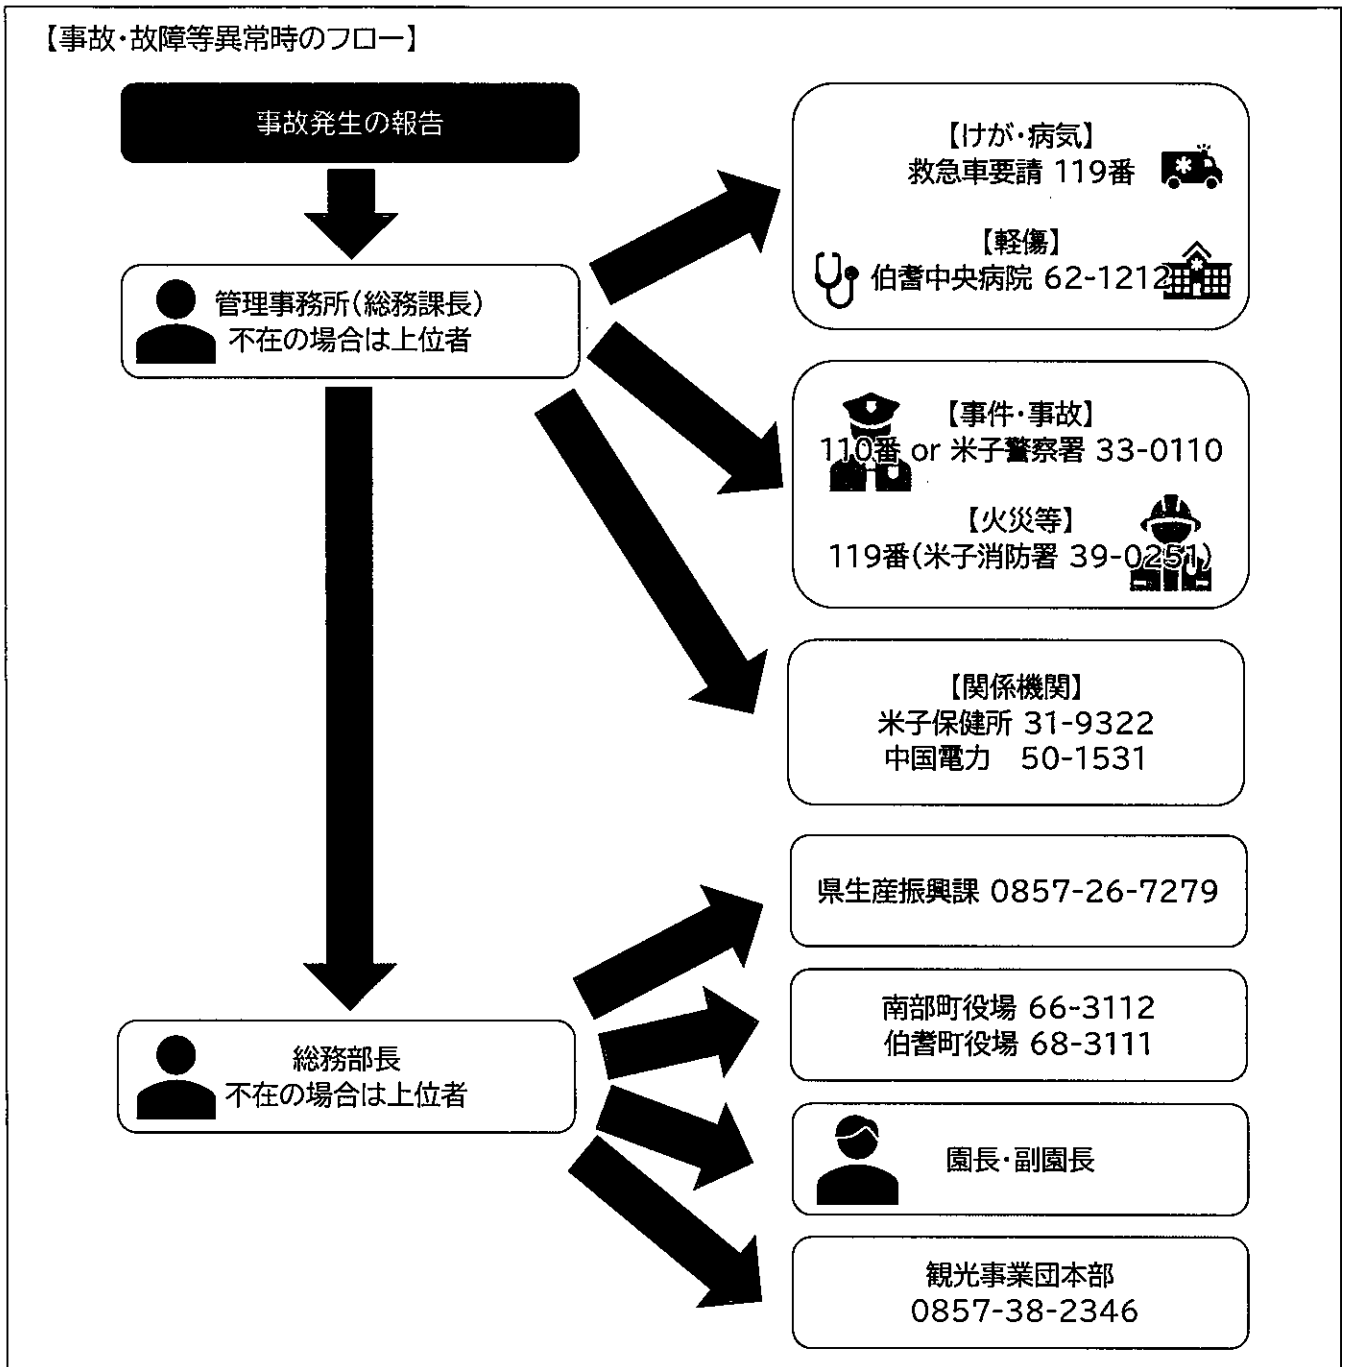 【事故・故障等異常時のフロー】
事故発生の報告
管理事務所(総務課長)
不在の場合は上位者
【けが・病気】
救急車要請 119番
【軽傷】
伯耆中央病院 62-1212
【事件・事故】
110番 or 米子警察署 33-0110
【火災等】
119番(米子消防署 39-0251)
【関係機関】
米子保健所 31-9322
中国電力 50-1531
総務部長
不在の場合は上位者
県生産振興課 0857-26-7279
南部町役場 66-3112
伯耆町役場 68-3111
園長・副園長
観光事業団本部
0857-38-2346